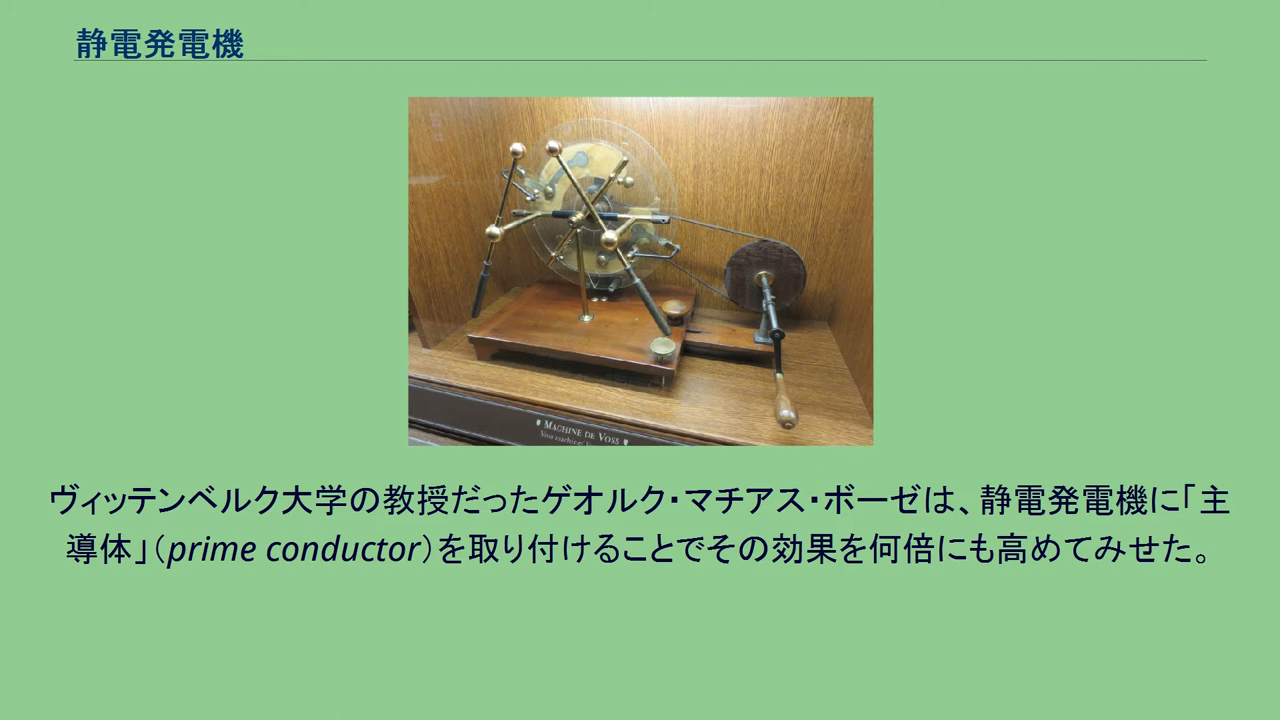 静電発電機
MACHINE DE VOSS
Voss machine
ヴィッテンベルク大学の教授だったゲオルク・マチアス・ボーゼは、静電発電機に「主
導体」（prime conductor）を取り付けることでその効果を何倍にも高めてみせた。